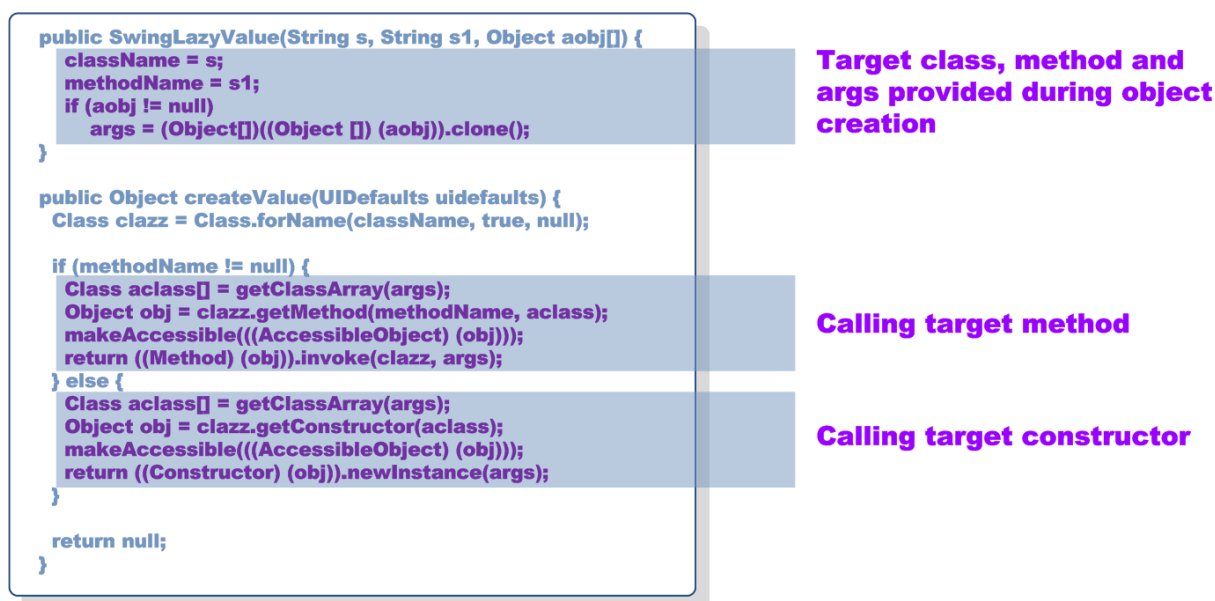 public SwingLazyValue(String s, String s1, Object aobj[]) {
className = s;
methodName = s1;
if (aobj != null)
args = (Object[])((Object []) (aobj)).clone();
}
public Object createValue(UIDefaults uidefaults) {
Class clazz = Class.forName(className, true, null);
if (methodName != null) {
Class aclass[] = getClassArray(args);
Object obj = clazz.getMethod(methodName, aclass);
makeAccessible(((AccessibleObject) (obj)));
return ((Method) (obj)).invoke(clazz, args);
} else {
Class aclass[] = getClassArray(args);
Object obj = clazz.getConstructor(aclass);
makeAccessible(((AccessibleObject) (obj)));
return ((Constructor) (obj)).newInstance(args);
}
return null;
}
Target class, method and
args provided during object
creation
Calling target method
Calling target constructor